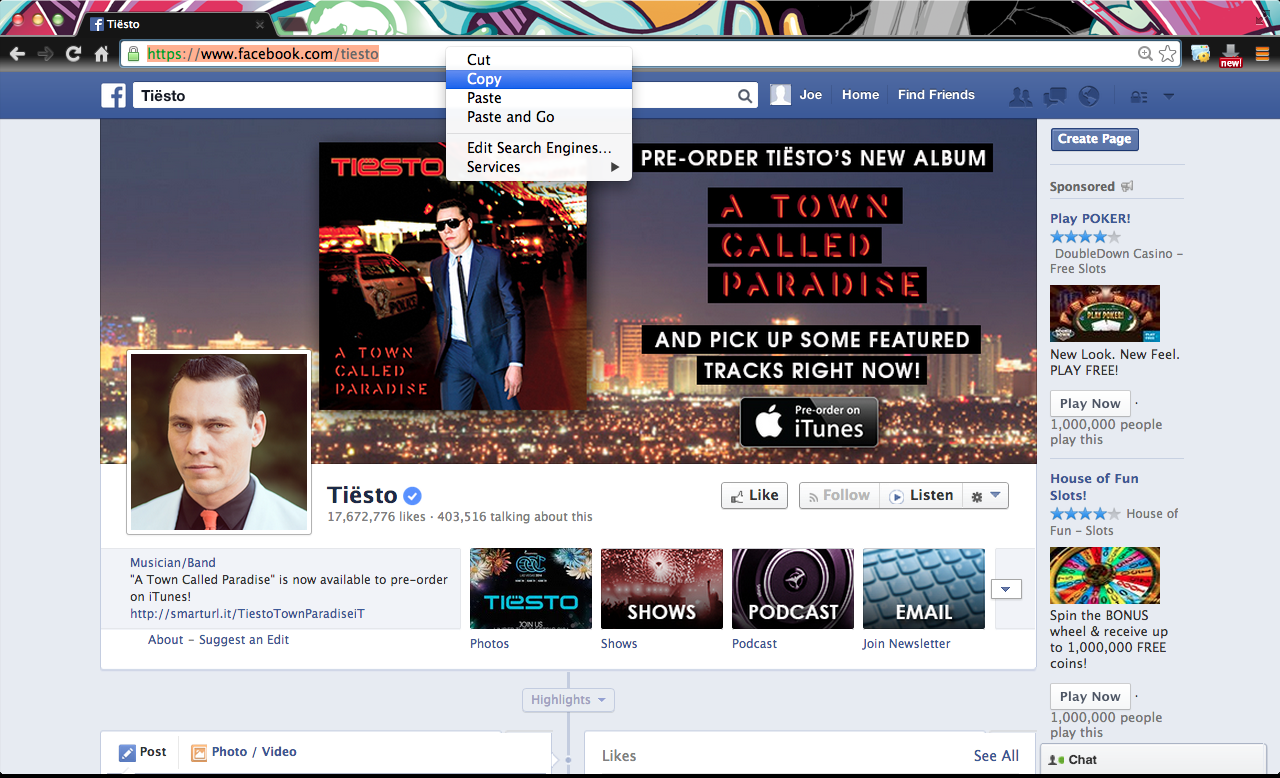 Tiësto
https://www.facebook.com/tiesto
new!
Cut
Copy
Paste
Paste and Go
Edit Search Engines...
Services
Tiësto
Joe
Home
Find Friends
TIËSTO
A TOWN
CALLED
PARADISE
PRE-ORDER TIËSTO'S NEW ALBUM
A TOWN
CALLED
PARADISE
AND PICK UP SOME FEATURED
TRACKS RIGHT NOW!
Pre-order on
iTunes
Tiësto
17,672,776 likes · 403,516 talking about this
Like
Follow
Listen
Musician/Band
"A Town Called Paradise" is now available to pre-order
on iTunes!
http://smarturl.it/TiestoTownParadiseiT
About – Suggest an Edit
TIËSTO
JOIN US
Photos
SHOWS
Shows
PODCAST
Podcast
EMAIL
Join Newsletter
Highlights
Post
Photo / Video
Likes
See All
Create Page
Sponsored
Play POKER!
DoubleDown Casino –
Free Slots
PLAY POKER!
New Look. New Feel.
PLAY FREE!
Play Now ·
1,000,000 people
play this
House of Fun
Slots!
House of
Fun – Slots
Spin the BONUS
wheel & receive up
to 1,000,000 FREE
coins!
Play Now ·
1,000,000 people
play this
Chat